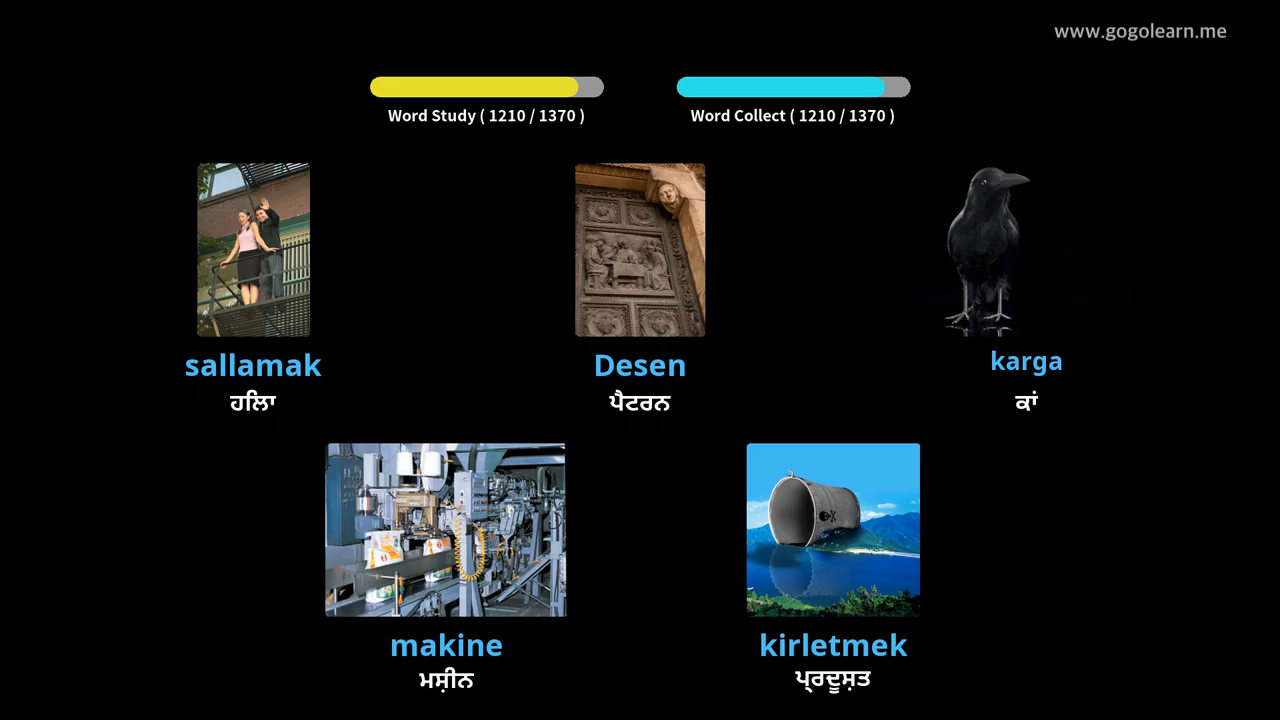 www.gogolearn.me
Word Study ( 1210 / 1370 )
Word Collect ( 1210 / 1370 )
sallamak
ਹਲਿਾ
Desen
ਪੈਟਰਨ
karga
ਕਾਂ
makine
ਮਸ਼ੀਨ
kirletmek
ਪ੍ਰਦੂਸ਼ਤ